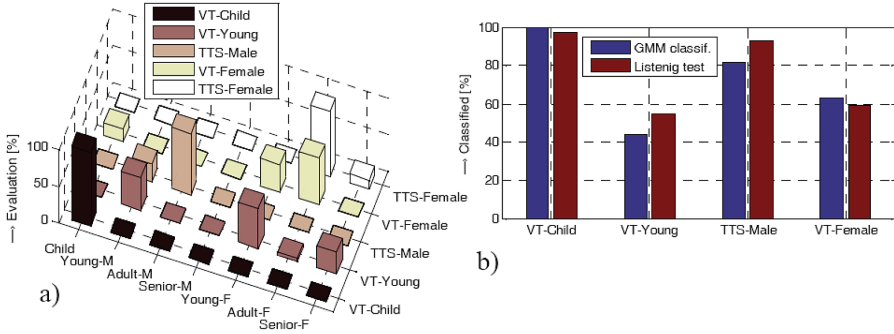 VT-Child
VT-Young
TTS-Male
VT-Female
TTS-Female
—> Evaluation [%]
100
50
0
Child
Young-M
Adult-M
Senior-M
Young-F
Adult-F
Senior-F
TTS-Female
VT-Female
TTS-Male
VT-Young
VT-Child
a)
—> Classified [%]
100
80
60
40
20
0
GMM classif.
Listenig test
VT-Child VT-Young TTS-Male VT-Female
b)